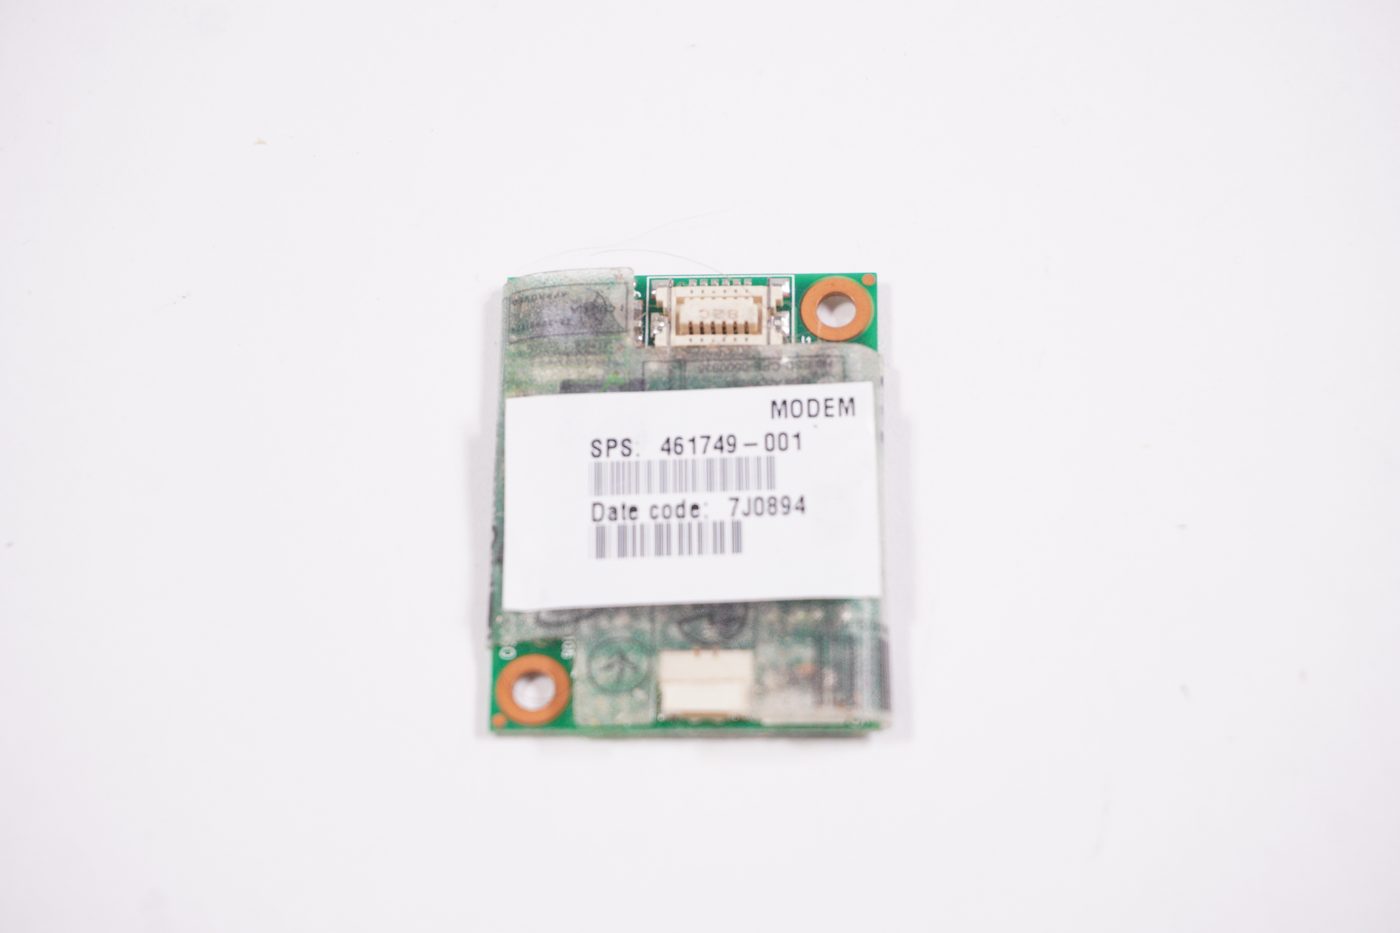 MODEM
SPS: 461749-001
Date code: 7J0894